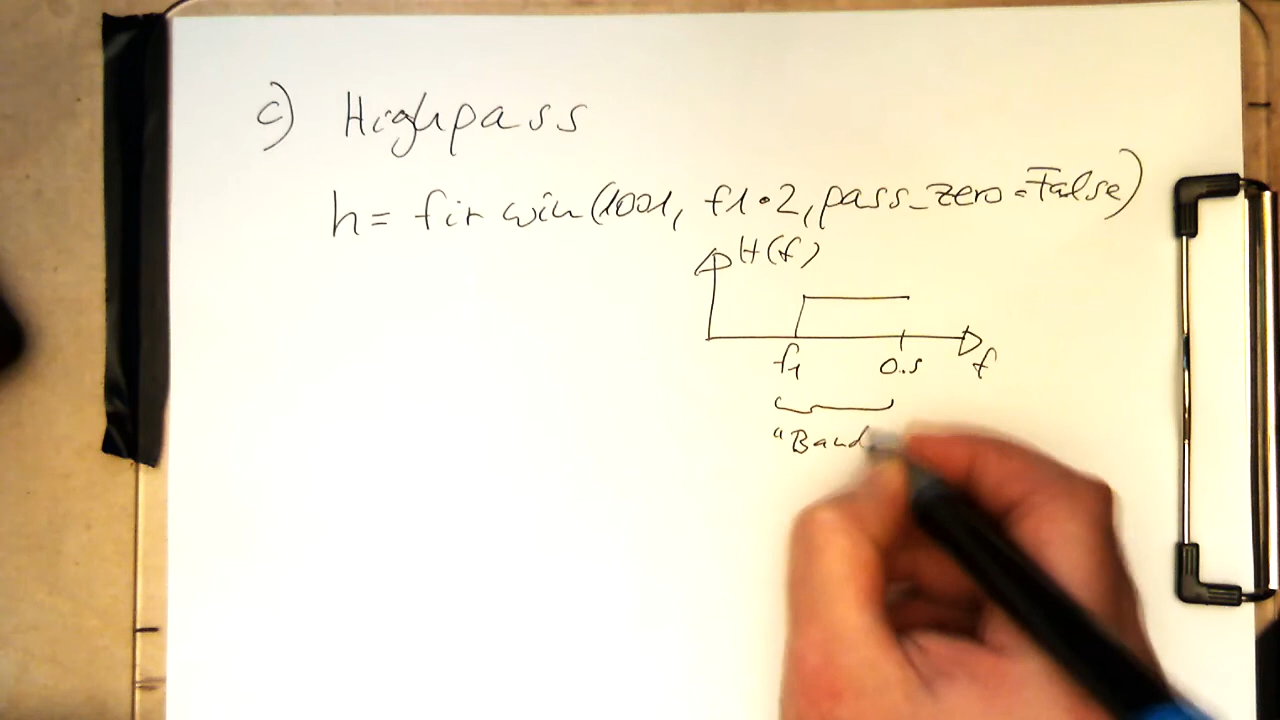 c) Highpass
h = firwin(1001, f1·2, pass_zero=False)
H(f)
f1 0.5 f
"Band